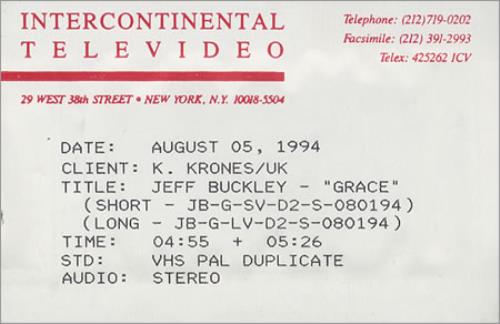 INTERCONTINENTAL
TELEVIDEO
Telephone: (212) 719-0202
Facsimile: (212) 391-2993
Telex: 425262 ICV
29 WEST 38th STREET • NEW YORK, N.Y. 10018-5504
DATE: AUGUST 05, 1994
CLIENT: K. KRONES/UK
TITLE: JEFF BUCKLEY - "GRACE"
(SHORT - JB-G-SV-D2-S-080194)
(LONG - JB-G-LV-D2-S-080194)
TIME: 04:55 + 05:26
STD: VHS PAL DUPLICATE
AUDIO: STEREO